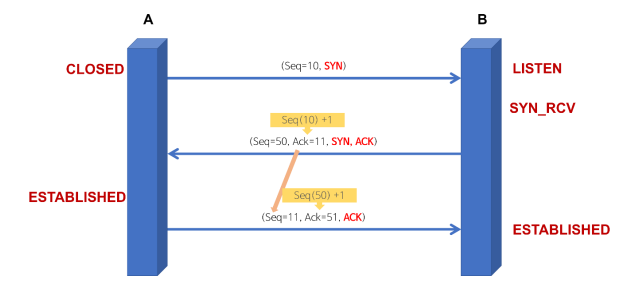 A
B
CLOSED
(Seq=10, SYN)
LISTEN
SYN_RCV
Seq(10) +1
(Seq=50, Ack=11, SYN, ACK)
ESTABLISHED
Seq(50) +1
(Seq=11, Ack=51, ACK)
ESTABLISHED